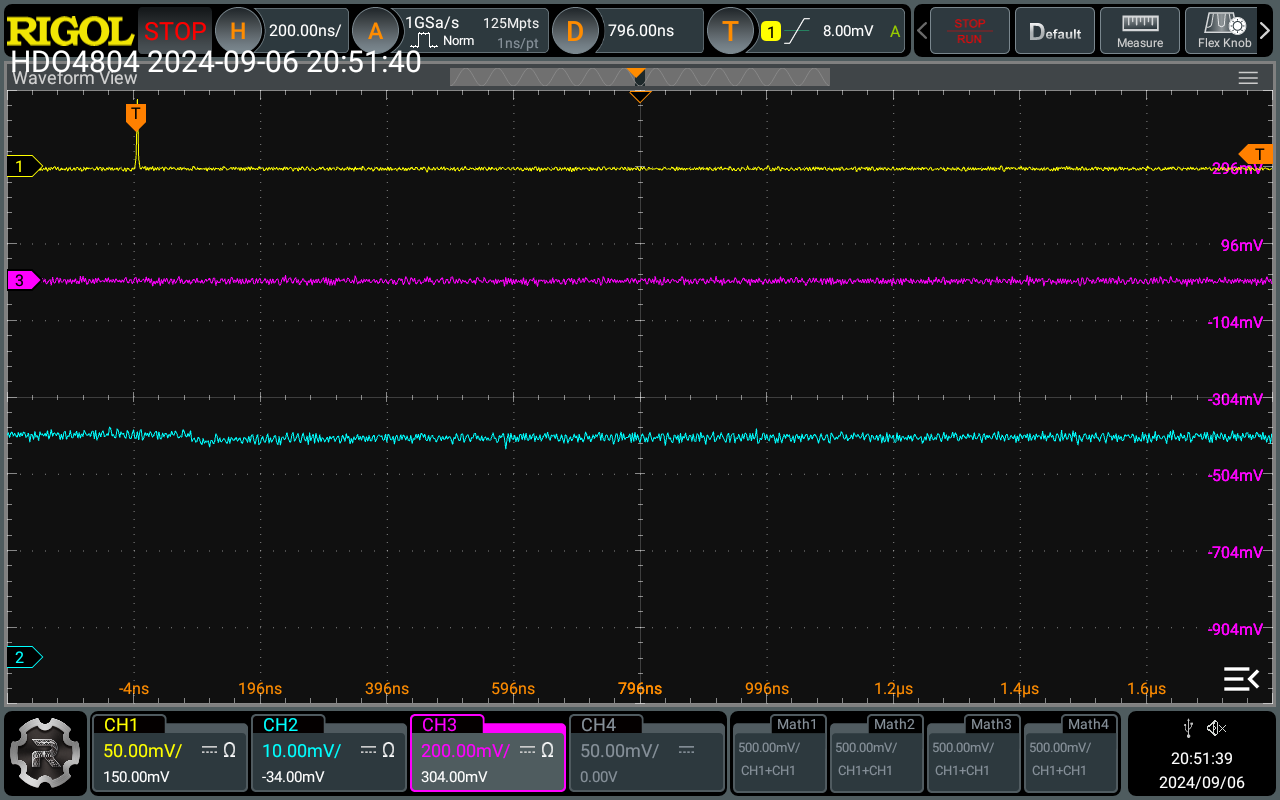 RIGOL STOP H 200.00ns/ A 1GSa/s Norm 125Mpts 1ns/pt D 796.00ns T 1 8.00mV A STOP RUN Default Measure Flex Knob
HDO4804 2024-09-06 20:51:40
Waveform View
T
1
T
296mV
96mV
3
-104mV
-304mV
-504mV
-704mV
-904mV
2
-4ns 196ns 396ns 596ns 796ns 996ns 1.2µs 1.4µs 1.6µs
CH1 CH2 CH3 CH4 Math1 Math2 Math3 Math4
50.00mV/ Ω 10.00mV/ Ω 200.00mV/ Ω 50.00mV/ 500.00mV/ 500.00mV/ 500.00mV/ 500.00mV/
150.00mV -34.00mV 304.00mV 0.00V CH1+CH1 CH1+CH1 CH1+CH1 CH1+CH1
R
20:51:39
2024/09/06